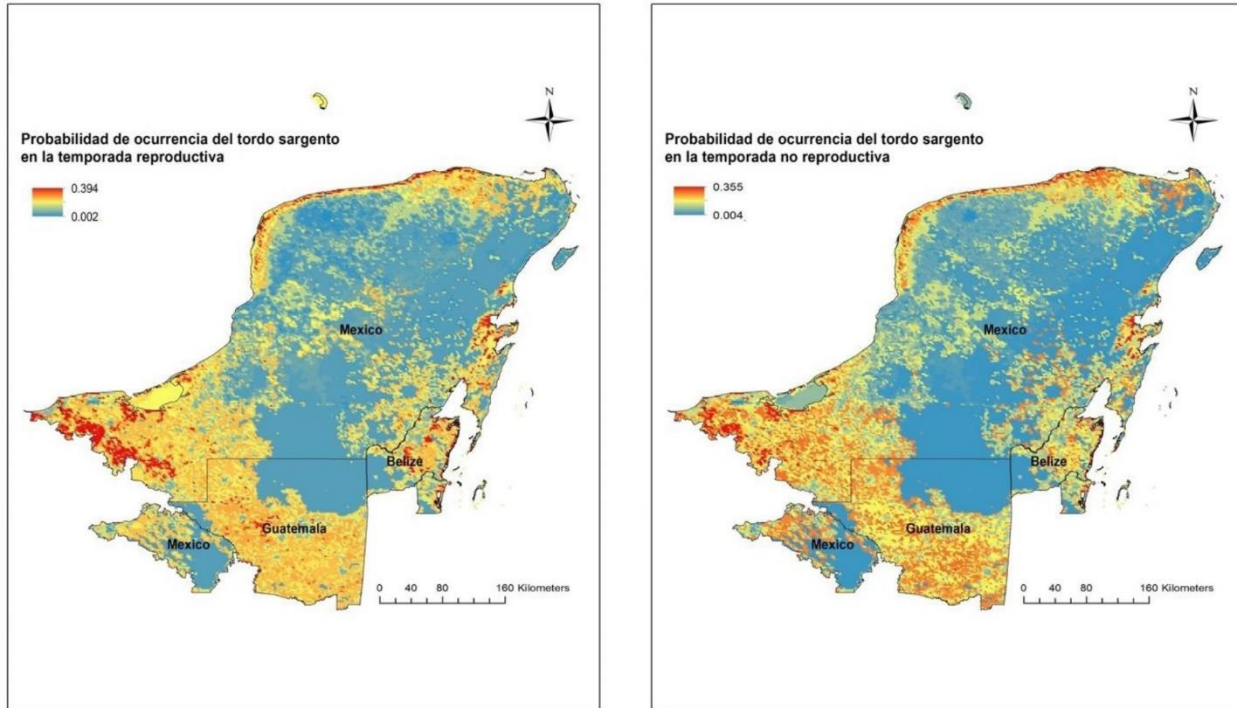 N
Probabilidad de ocurrencia del tordo sargento
en la temporada reproductiva
0.394
0.002
Mexico
Belize
Guatemala
Mexico
0 40 80 160 Kilometers
N
Probabilidad de ocurrencia del tordo sargento
en la temporada no reproductiva
0.355
0.004
Mexico
Belize
Guatemala
Mexico
0 40 80 160 Kilometers